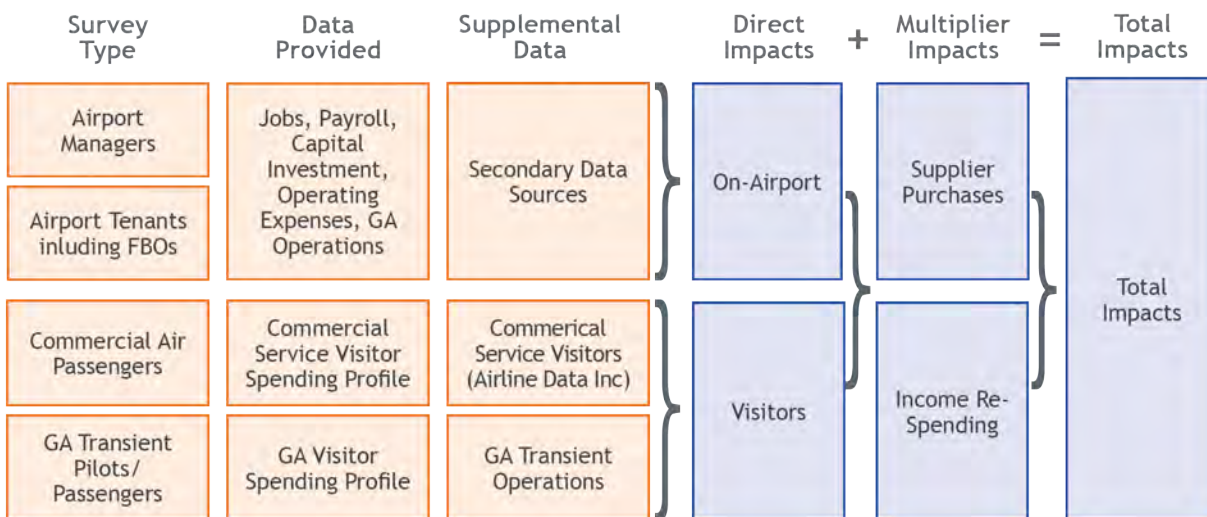 Survey
Type
Data
Provided
Supplemental
Data
Direct
Impacts
+
Multiplier
Impacts
=
Total
Impacts
Airport
Managers
Airport Tenants
inluding FBOs
Jobs, Payroll,
Capital
Investment,
Operating
Expenses, GA
Operations
Secondary Data
Sources
On-Airport
Supplier
Purchases
Total
Impacts
Commercial Air
Passengers
Commercial
Service Visitor
Spending Profile
Commerical
Service Visitors
(Airline Data Inc)
Visitors
Income Re-
Spending
GA Transient
Pilots/
Passengers
GA Visitor
Spending Profile
GA Transient
Operations